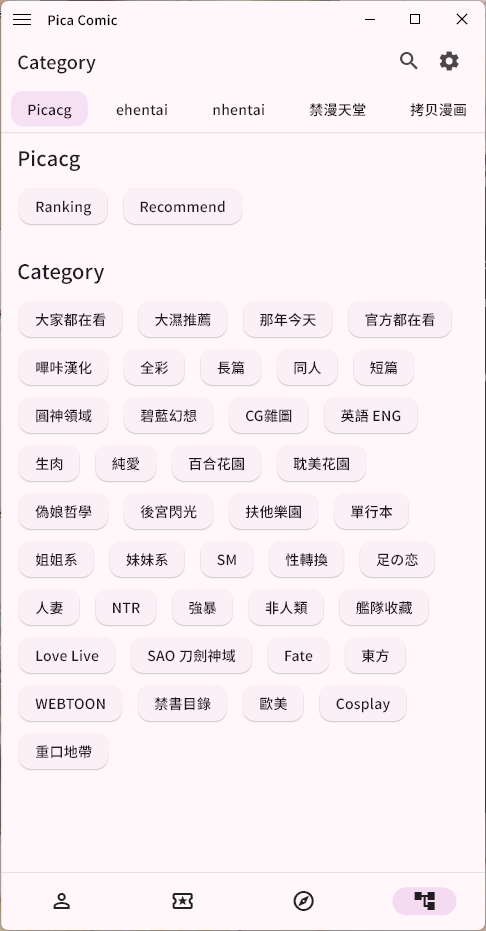 Pica Comic
Category
Picacg ehentai nhentai 禁漫天堂 拷贝漫画
Picacg
Ranking Recommend
Category
大家都在看 大濕推薦 那年今天 官方都在看
嗶咔漢化 全彩 長篇 同人 短篇
圓神領域 碧藍幻想 CG雜圖 英語 ENG
生肉 純愛 百合花園 耽美花園
偽娘哲學 後宮閃光 扶他樂園 單行本
姐姐系 妹妹系 SM 性轉換 足の恋
人妻 NTR 強暴 非人類 艦隊收藏
Love Live SAO 刀劍神域 Fate 東方
WEBTOON 禁書目錄 歐美 Cosplay
重口地帶